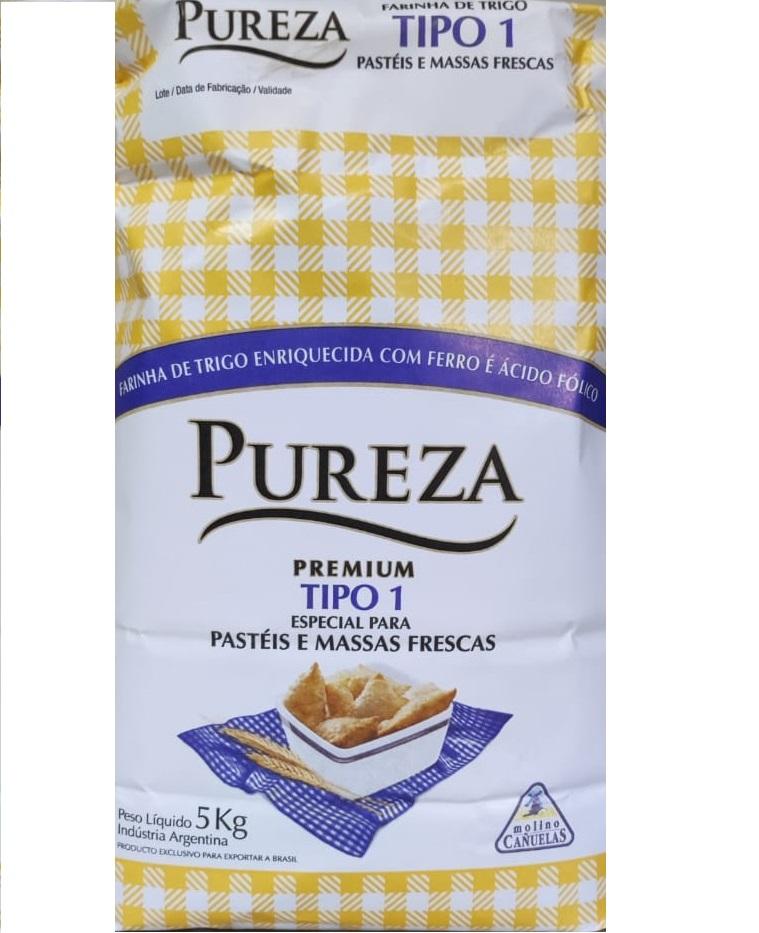 PUREZA
FARINHA DE TRIGO
TIPO 1
PASTÉIS E MASSAS FRESCAS
Lote / Data de Fabricação / Validade
FARINHA DE TRIGO ENRIQUECIDA COM FERRO É ÁCIDO FÓLICO
PUREZA
PREMIUM
TIPO 1
ESPECIAL PARA
PASTÉIS E MASSAS FRESCAS
Peso Líquido 5 Kg
Indústria Argentina
PRODUCTO EXCLUSIVO PARA EXPORTAR A BRASIL
molino
CAÑUELAS